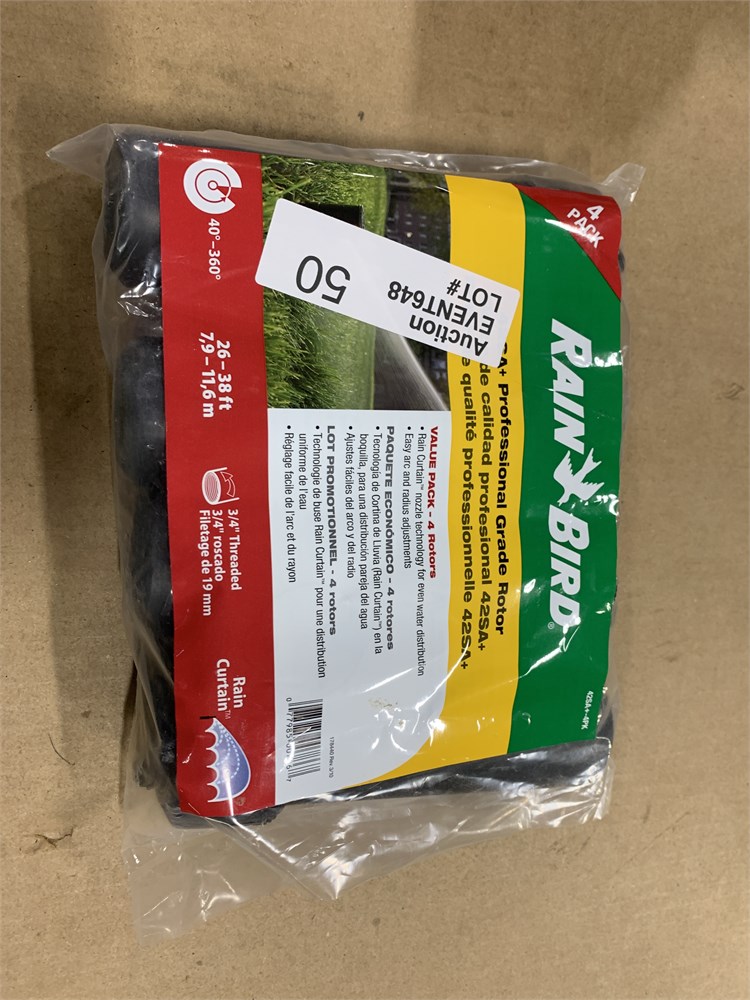 4
PACK
RAIN BIRD®
42SA+-4PK
SA+ Professional Grade Rotor
de calidad profesional 42SA+
e qualité professionnelle 42SA+
Auction
EVENT648
LOT#
50
VALUE PACK - 4 Rotors
• Rain Curtain™ nozzle technology for even water distribution
• Easy arc and radius adjustments
PAQUETE ECONÓMICO - 4 rotores
• Tecnología de Cortina de Lluvia (Rain Curtain™) en la
boquilla, para una distribución pareja del agua
• Ajustes fáciles del arco y del radio
LOT PROMOTIONNEL - 4 rotors
• Technologie de buse Rain Curtain™ pour une distribution
uniforme de l'eau
• Réglage facile de l'arc et du rayon
40°-360°
26 – 38 ft
7,9 – 11,6 m
3/4" Threaded
3/4" roscado
Filetage de 19 mm
Rain
Curtain™